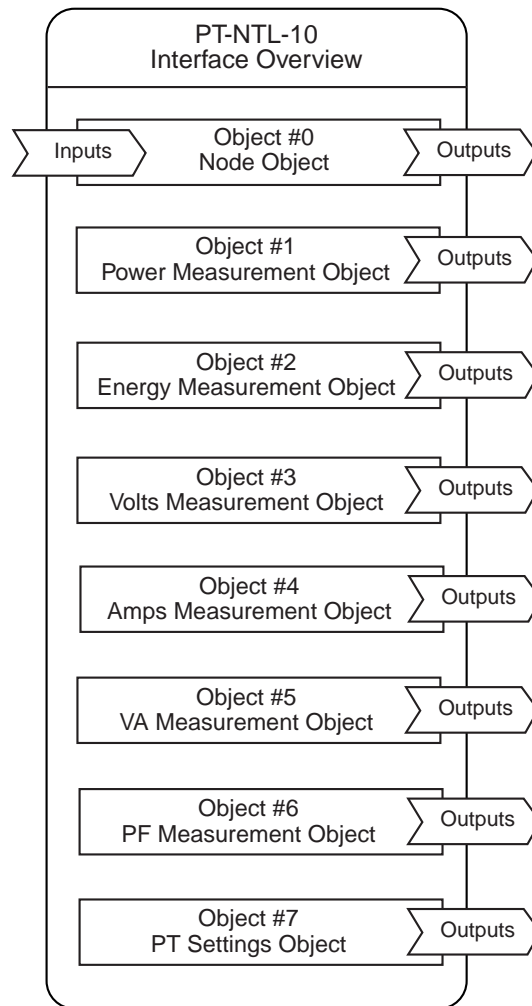 PT-NTL-10
Interface Overview
Inputs
Object #0
Node Object
Outputs
Object #1
Power Measurement Object
Outputs
Object #2
Energy Measurement Object
Outputs
Object #3
Volts Measurement Object
Outputs
Object #4
Amps Measurement Object
Outputs
Object #5
VA Measurement Object
Outputs
Object #6
PF Measurement Object
Outputs
Object #7
PT Settings Object
Outputs